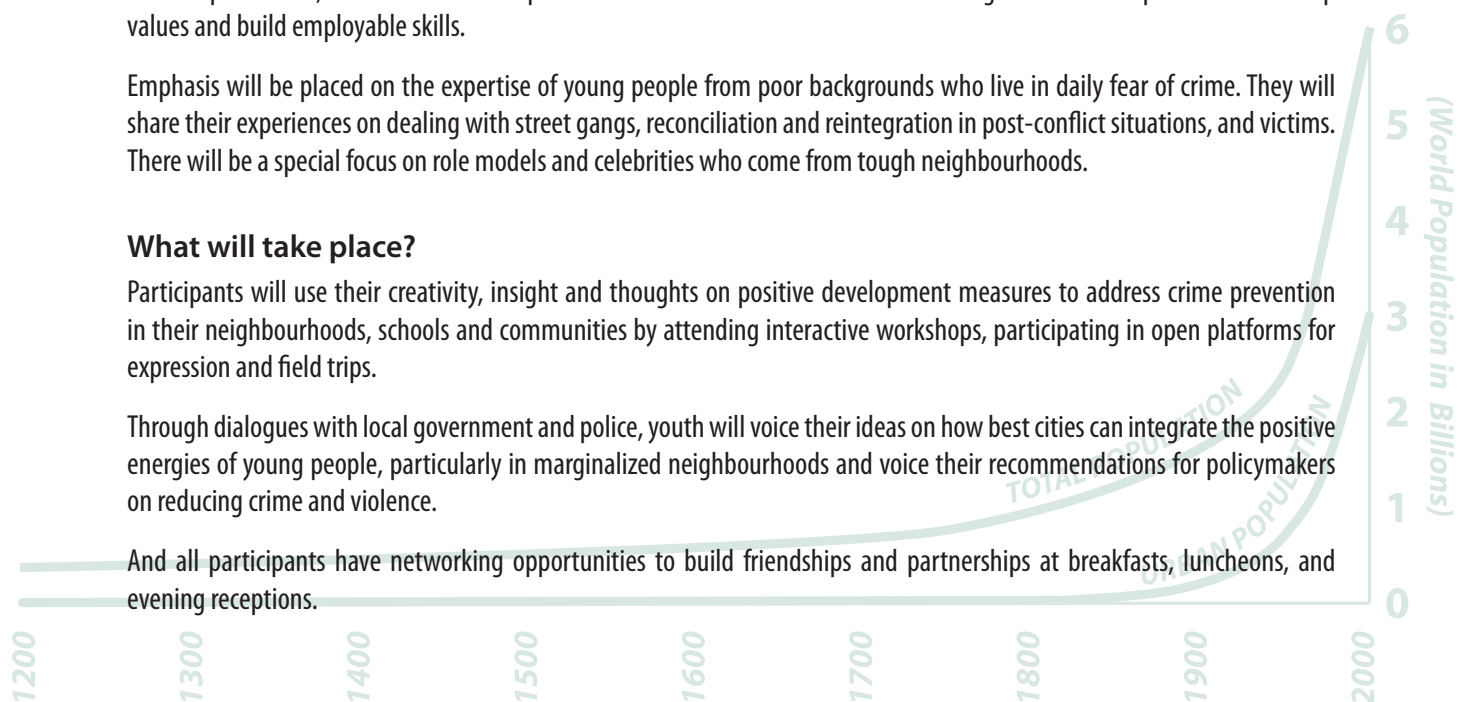 values and build employable skills.
Emphasis will be placed on the expertise of young people from poor backgrounds who live in daily fear of crime. They will
share their experiences on dealing with street gangs, reconciliation and reintegration in post-conflict situations, and victims.
There will be a special focus on role models and celebrities who come from tough neighbourhoods.
What will take place?
Participants will use their creativity, insight and thoughts on positive development measures to address crime prevention
in their neighbourhoods, schools and communities by attending interactive workshops, participating in open platforms for
expression and field trips.
Through dialogues with local government and police, youth will voice their ideas on how best cities can integrate the positive
energies of young people, particularly in marginalized neighbourhoods and voice their recommendations for policymakers
on reducing crime and violence.
And all participants have networking opportunities to build friendships and partnerships at breakfasts, luncheons, and
evening receptions.
TOTAL POPULATION
URBAN POPULATIN
6
5
4
3
2
1
0
(World Population in Billions)
1200
1300
1400
1500
1600
1700
1800
1900
2000